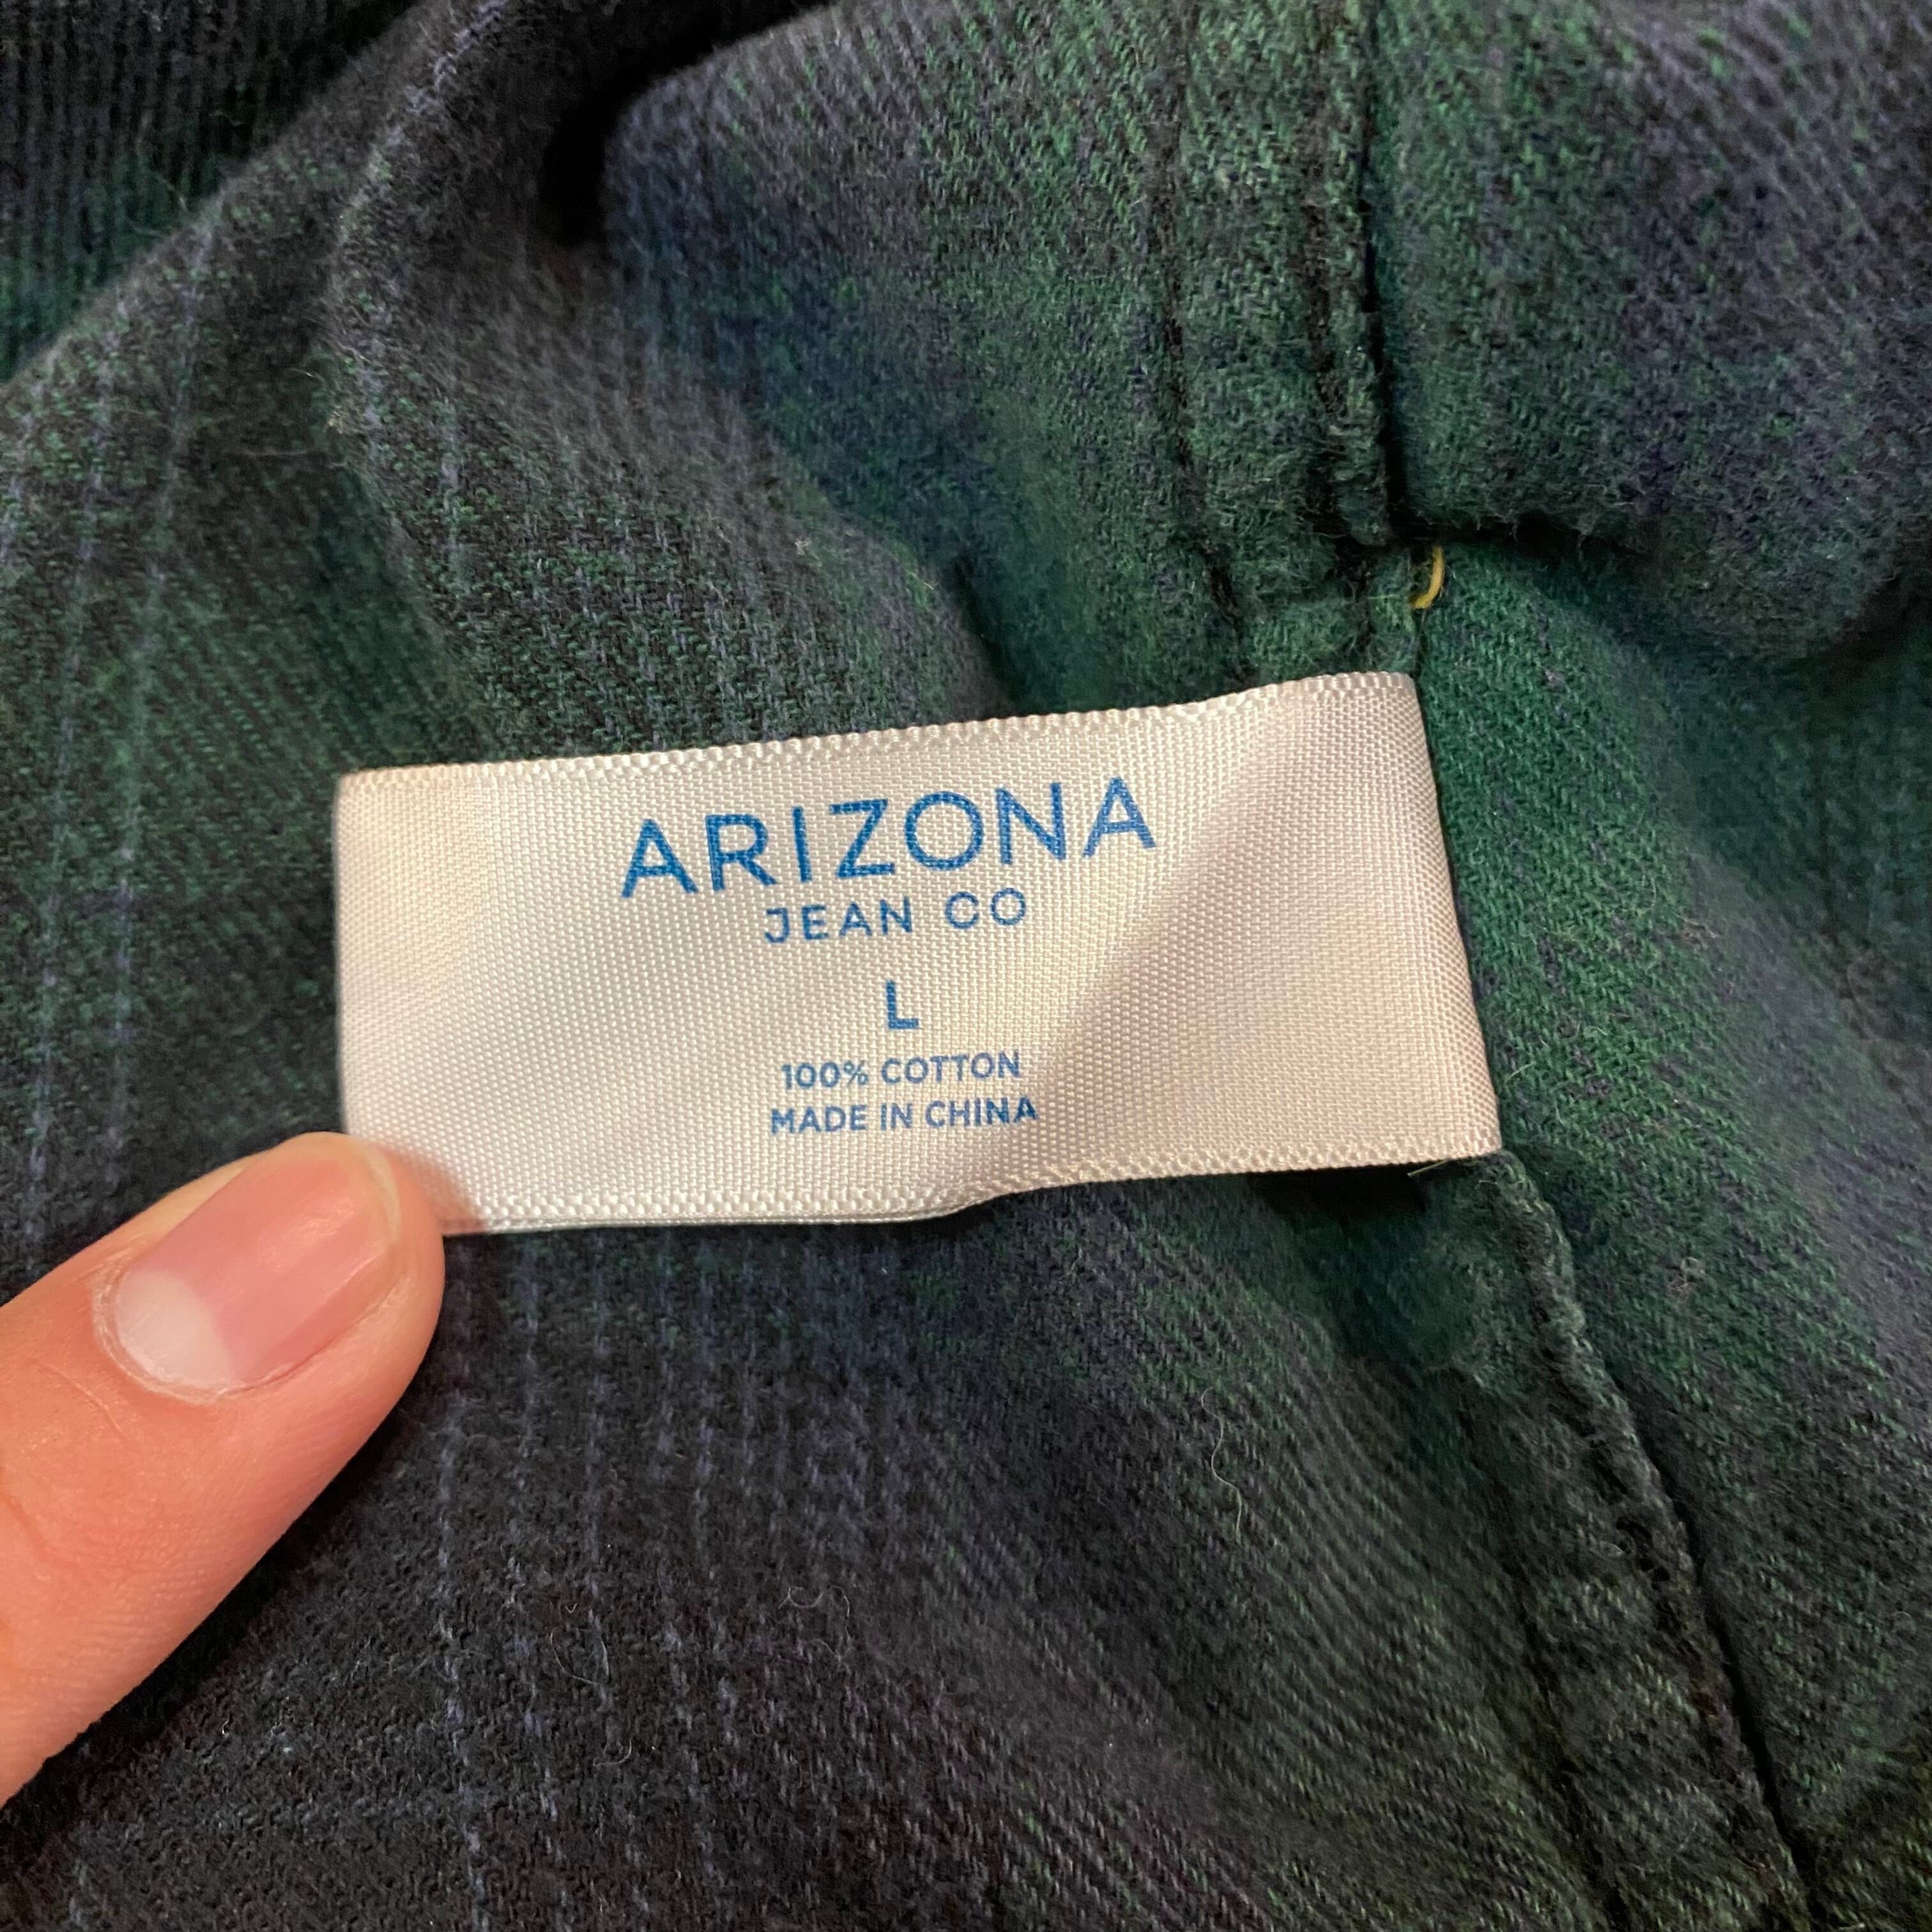 ARIZONA
JEAN CO
L
100% COTTON
MADE IN CHINA